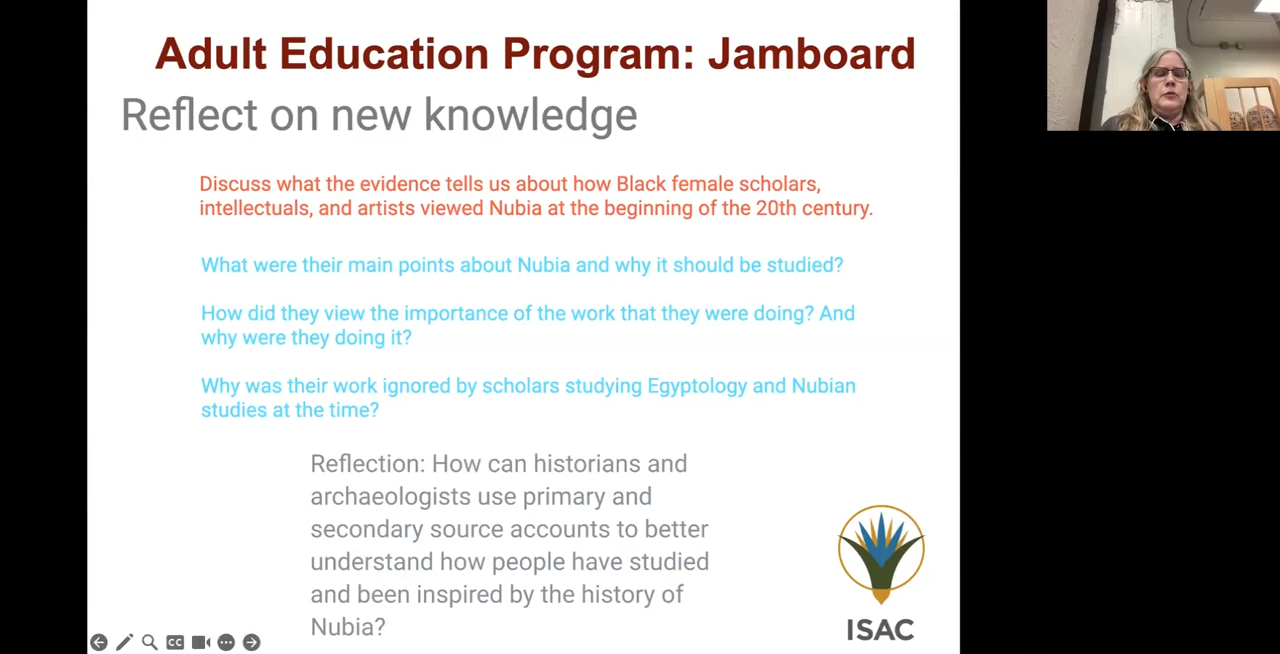 Adult Education Program: Jamboard
Reflect on new knowledge
Discuss what the evidence tells us about how Black female scholars,
intellectuals, and artists viewed Nubia at the beginning of the 20th century.
What were their main points about Nubia and why it should be studied?
How did they view the importance of the work that they were doing? And
why were they doing it?
Why was their work ignored by scholars studying Egyptology and Nubian
studies at the time?
Reflection: How can historians and
archaeologists use primary and
secondary source accounts to better
understand how people have studied
and been inspired by the history of
Nubia?
ISAC
CC